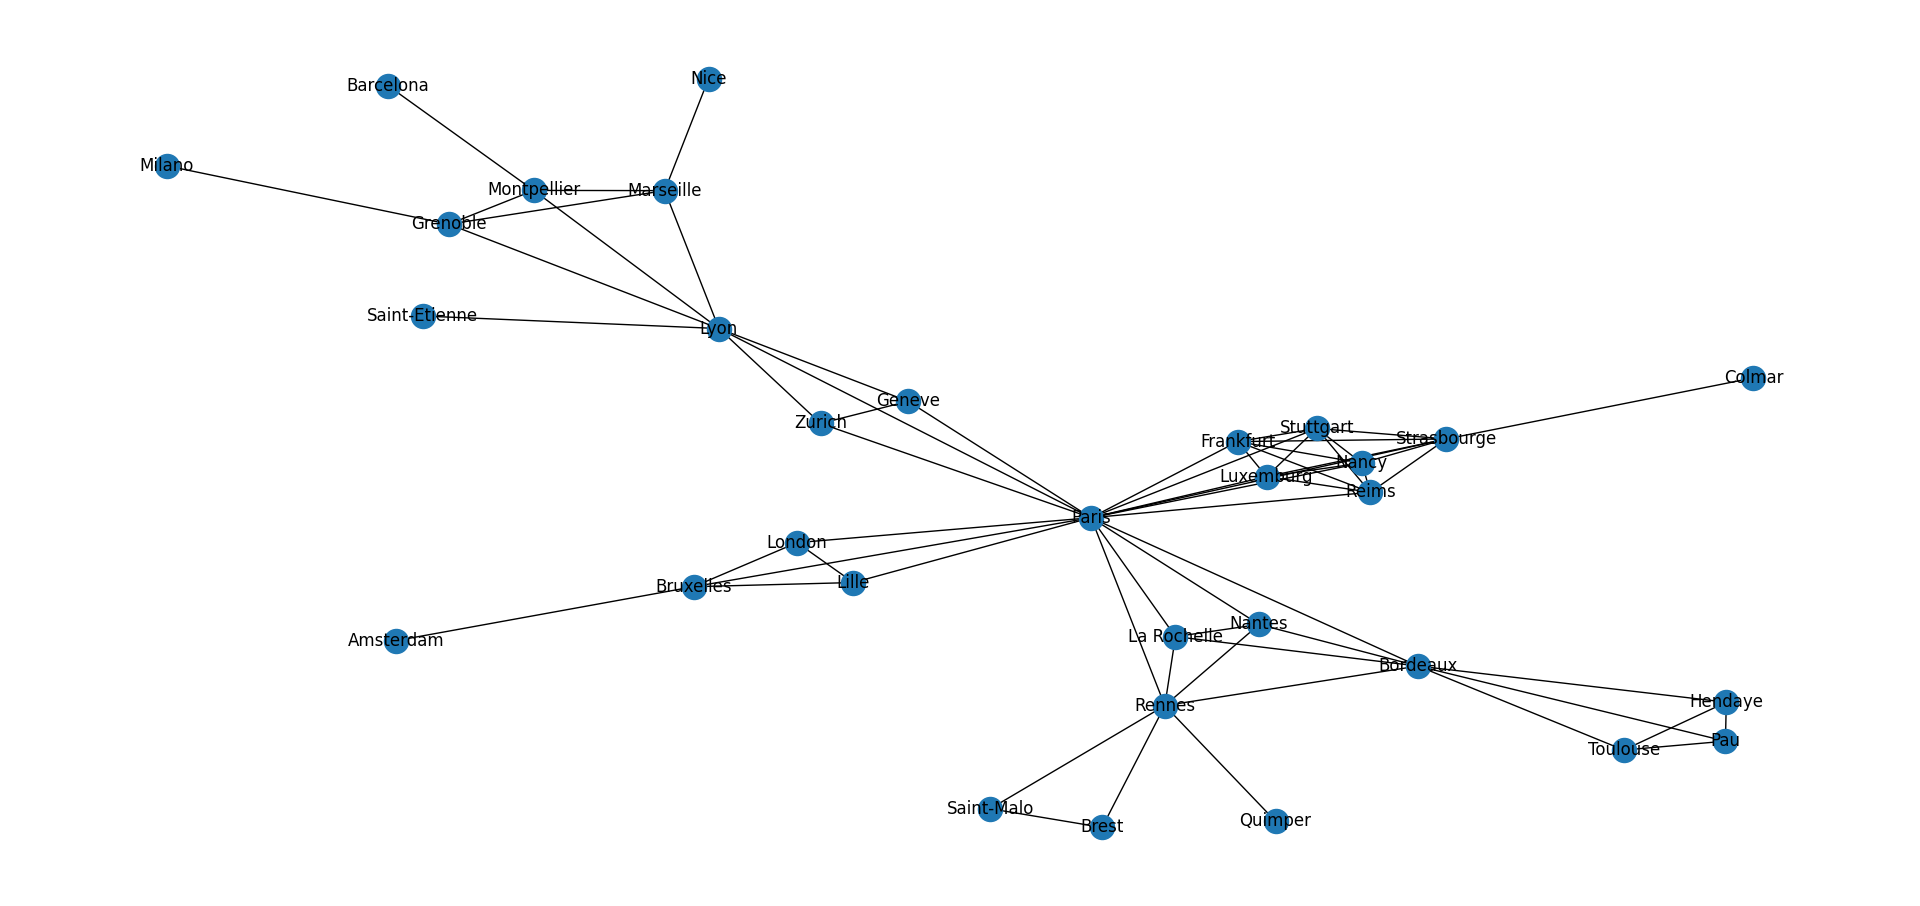 Nice
Barcelona
Milano
Montpellier
Marseille
Grenoble
Saint-Etienne
Lyon
Colmar
Geneve
Zurich
Stuttgart
Frankfurt
Strasbourge
Nancy
Luxemburg
Reims
Paris
London
Lille
Bruxelles
Nantes
La Rochelle
Amsterdam
Bordeaux
Hendaye
Rennes
Pau
Toulouse
Saint-Malo
Quimper
Brest